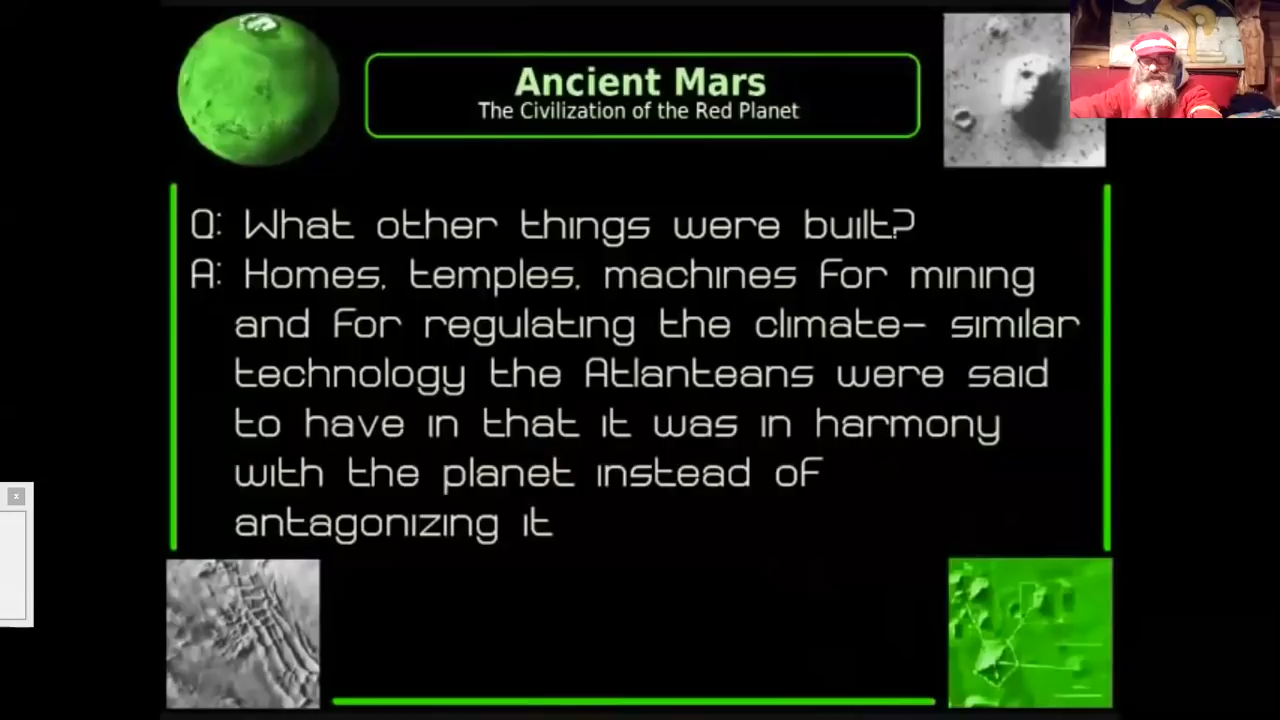 Ancient Mars
The Civilization of the Red Planet
Q: What other things were built?
A: Homes, temples, machines for mining
and for regulating the climate- similar
technology the Atlanteans were said
to have in that it was in harmony
with the planet instead of
antagonizing it
x